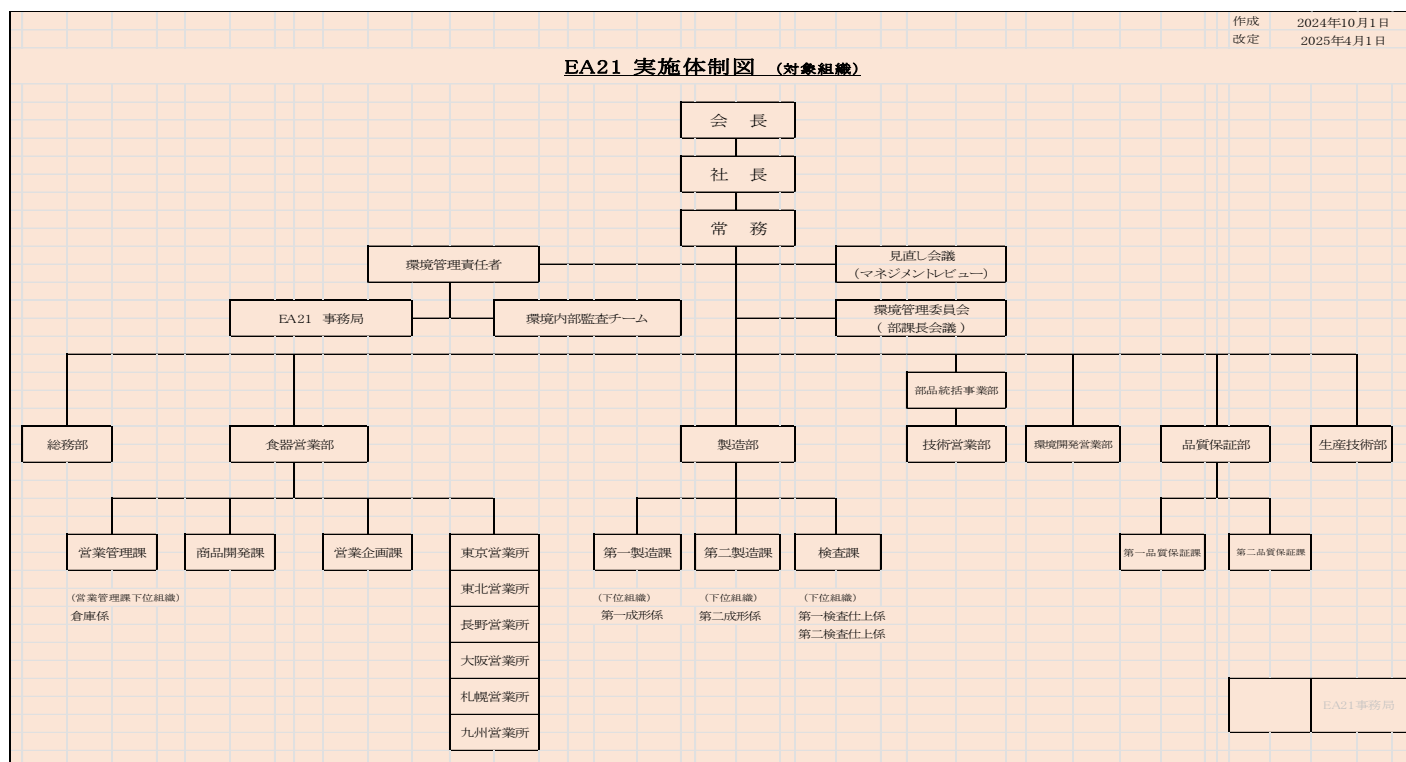 作成 2024年10月1日
改定 2025年4月1日
EA21 実施体制図 (対象組織)
会 長
社 長
常 務
環境管理責任者
見直し会議
(マネジメントレビュー)
EA21 事務局
環境内部監査チーム
環境管理委員会
( 部課長会議 )
部品統括事業部
総務部
食器営業部
製造部
技術営業部
環境開発営業部
品質保証部
生産技術部
営業管理課
商品開発課
営業企画課
東京営業所
第一製造課
第二製造課
検査課
第一品質保証課
第二品質保証課
東北営業所
長野営業所
大阪営業所
札幌営業所
九州営業所
(営業管理課下位組織)
倉庫係
(下位組織)
第一成形係
(下位組織)
第二成形係
(下位組織)
第一検査仕上係
第二検査仕上係
EA21事務局